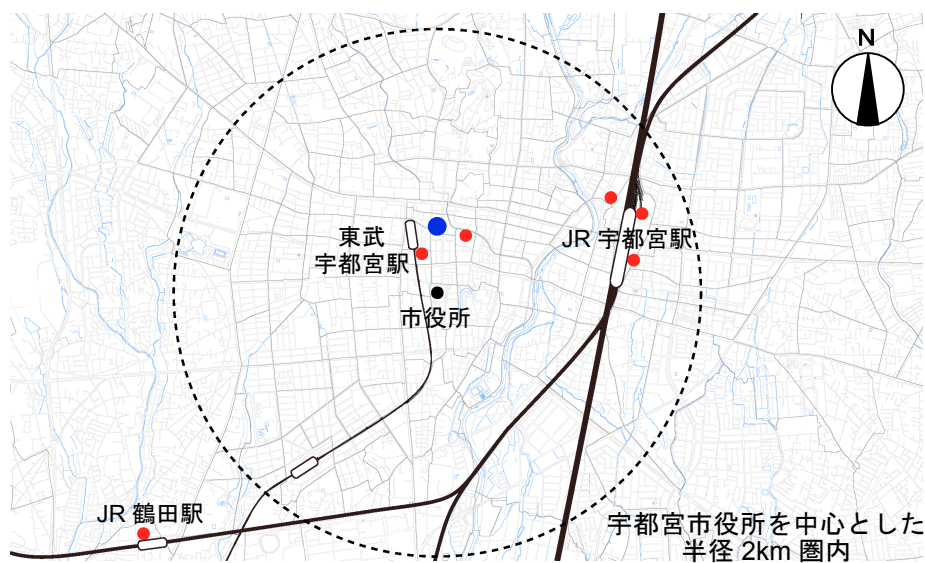 N
東武
宇都宮駅
JR 宇都宮駅
市役所
JR 鶴田駅
宇都宮市役所を中心とした
半径 2km 圏内